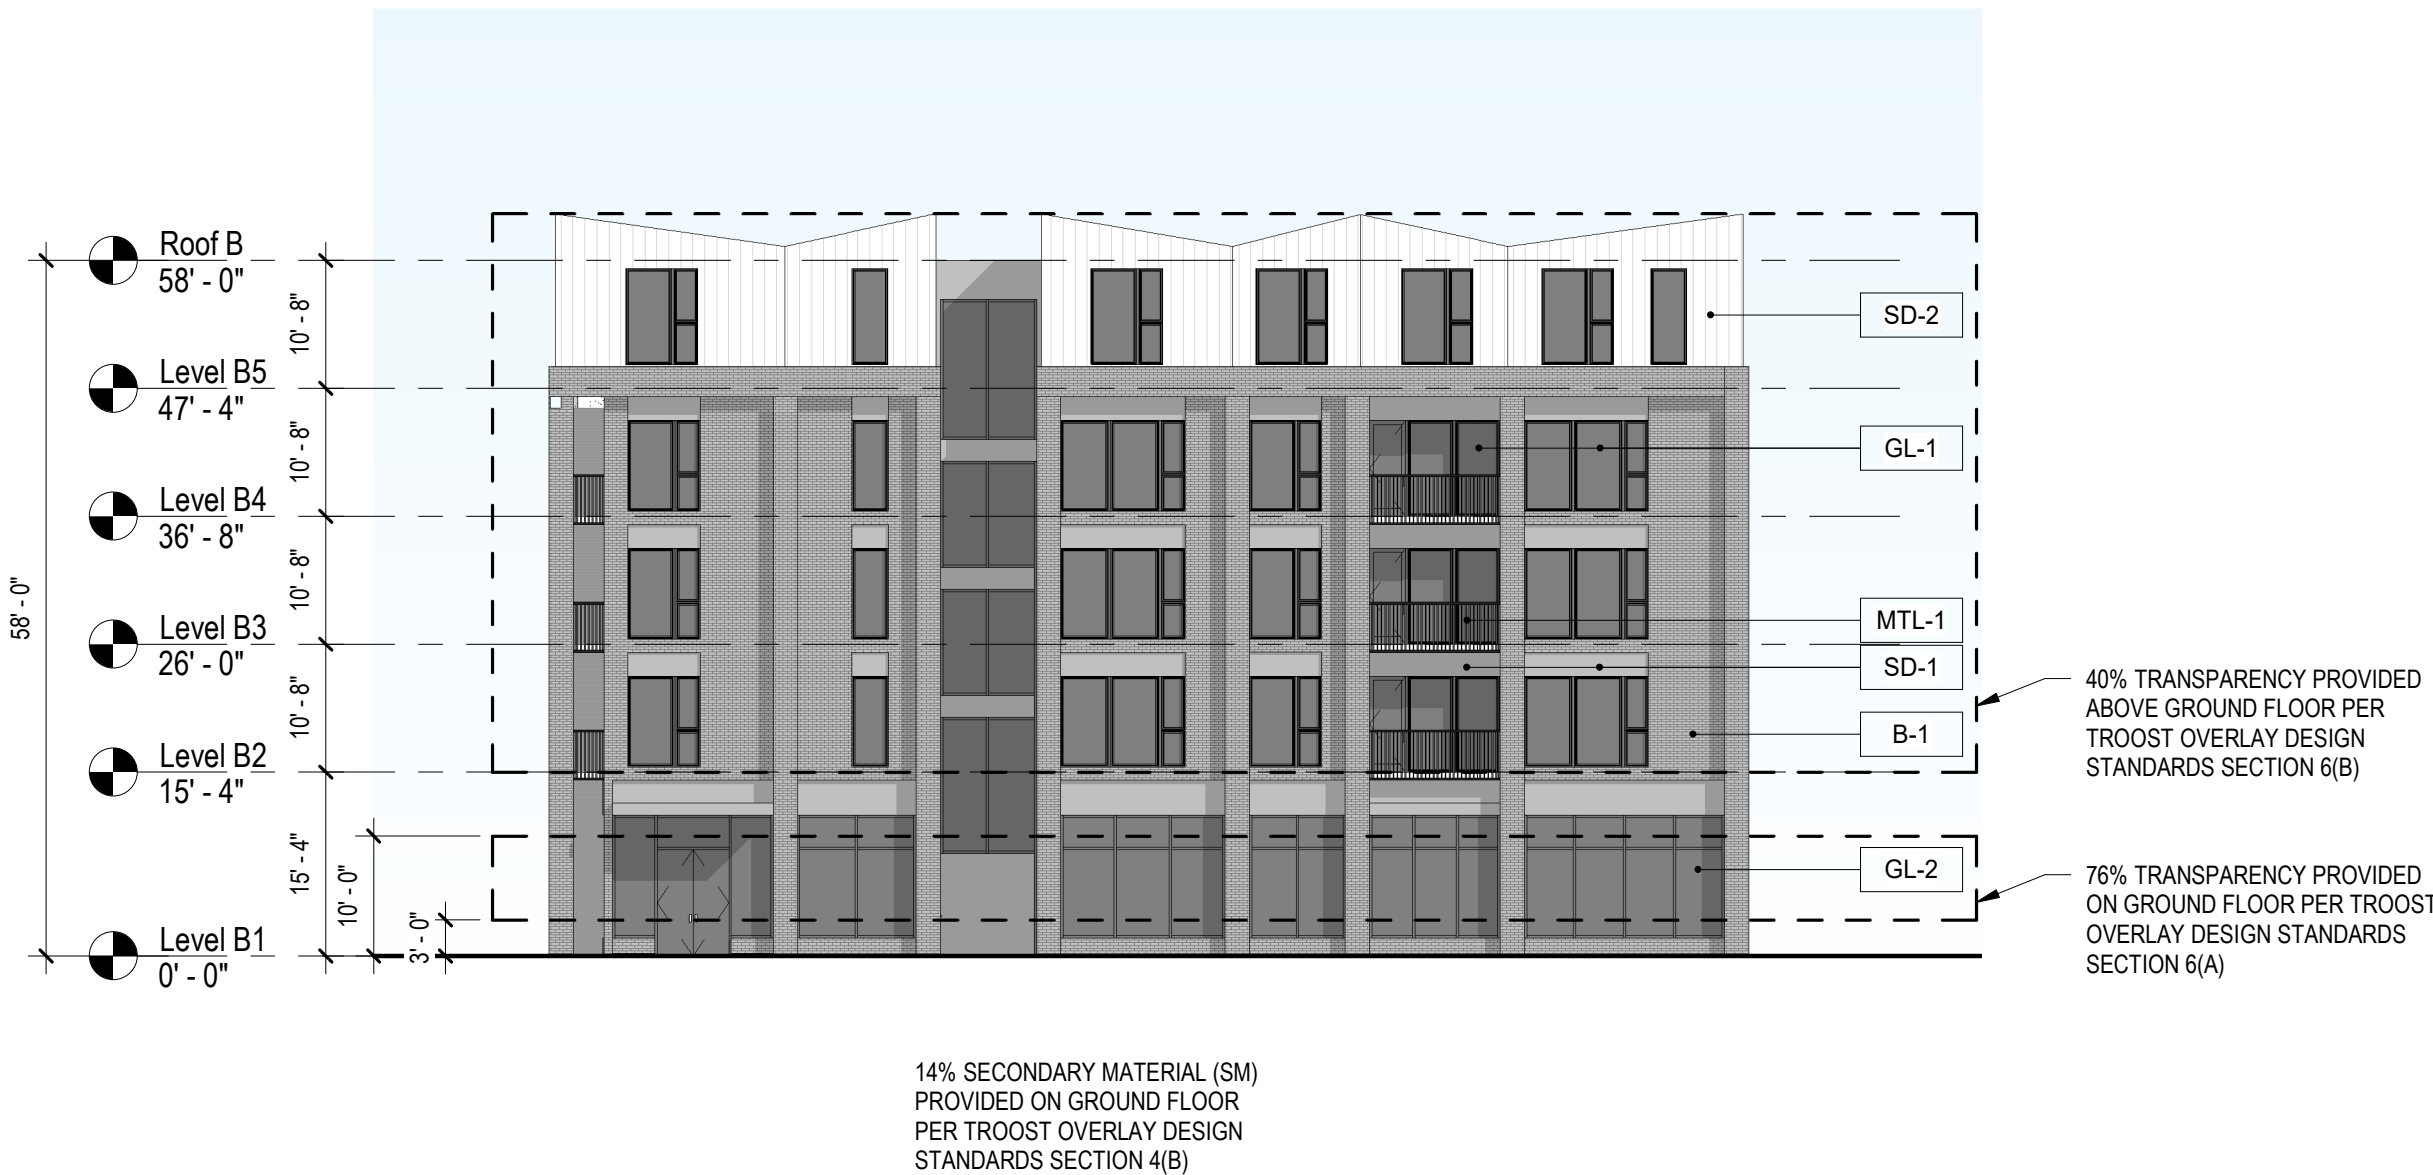 Roof B
58' - 0"
10' - 8"
SD-2
Level B5
47' - 4"
10' - 8"
GL-1
Level B4
36' - 8"
10' - 8"
58' - 0"
MTL-1
Level B3
26' - 0"
SD-1
10' - 8"
B-1
40% TRANSPARENCY PROVIDED
ABOVE GROUND FLOOR PER
TROOST OVERLAY DESIGN
STANDARDS SECTION 6(B)
Level B2
15' - 4"
15' - 4"
10' - 0"
3' - 0"
GL-2
76% TRANSPARENCY PROVIDED
ON GROUND FLOOR PER TROOST
OVERLAY DESIGN STANDARDS
SECTION 6(A)
Level B1
0' - 0"
14% SECONDARY MATERIAL (SM)
PROVIDED ON GROUND FLOOR
PER TROOST OVERLAY DESIGN
STANDARDS SECTION 4(B)